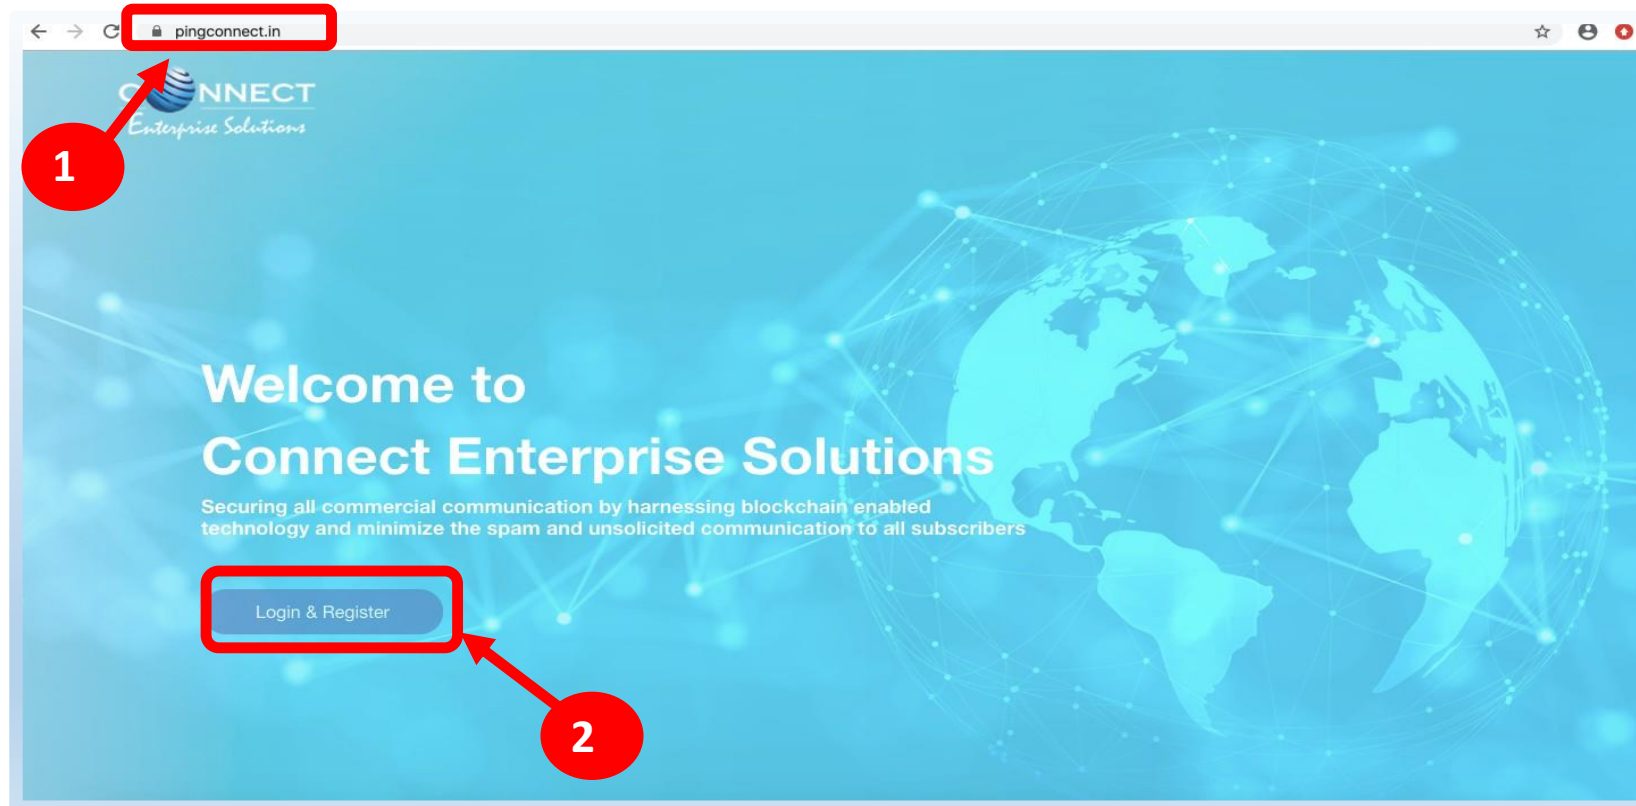 pingconnect.in
CONNECT
Enterprise Solutions
1
Welcome to
Connect Enterprise Solutions
Securing all commercial communication by harnessing blockchain enabled
technology and minimize the spam and unsolicited communication to all subscribers
Login & Register
2